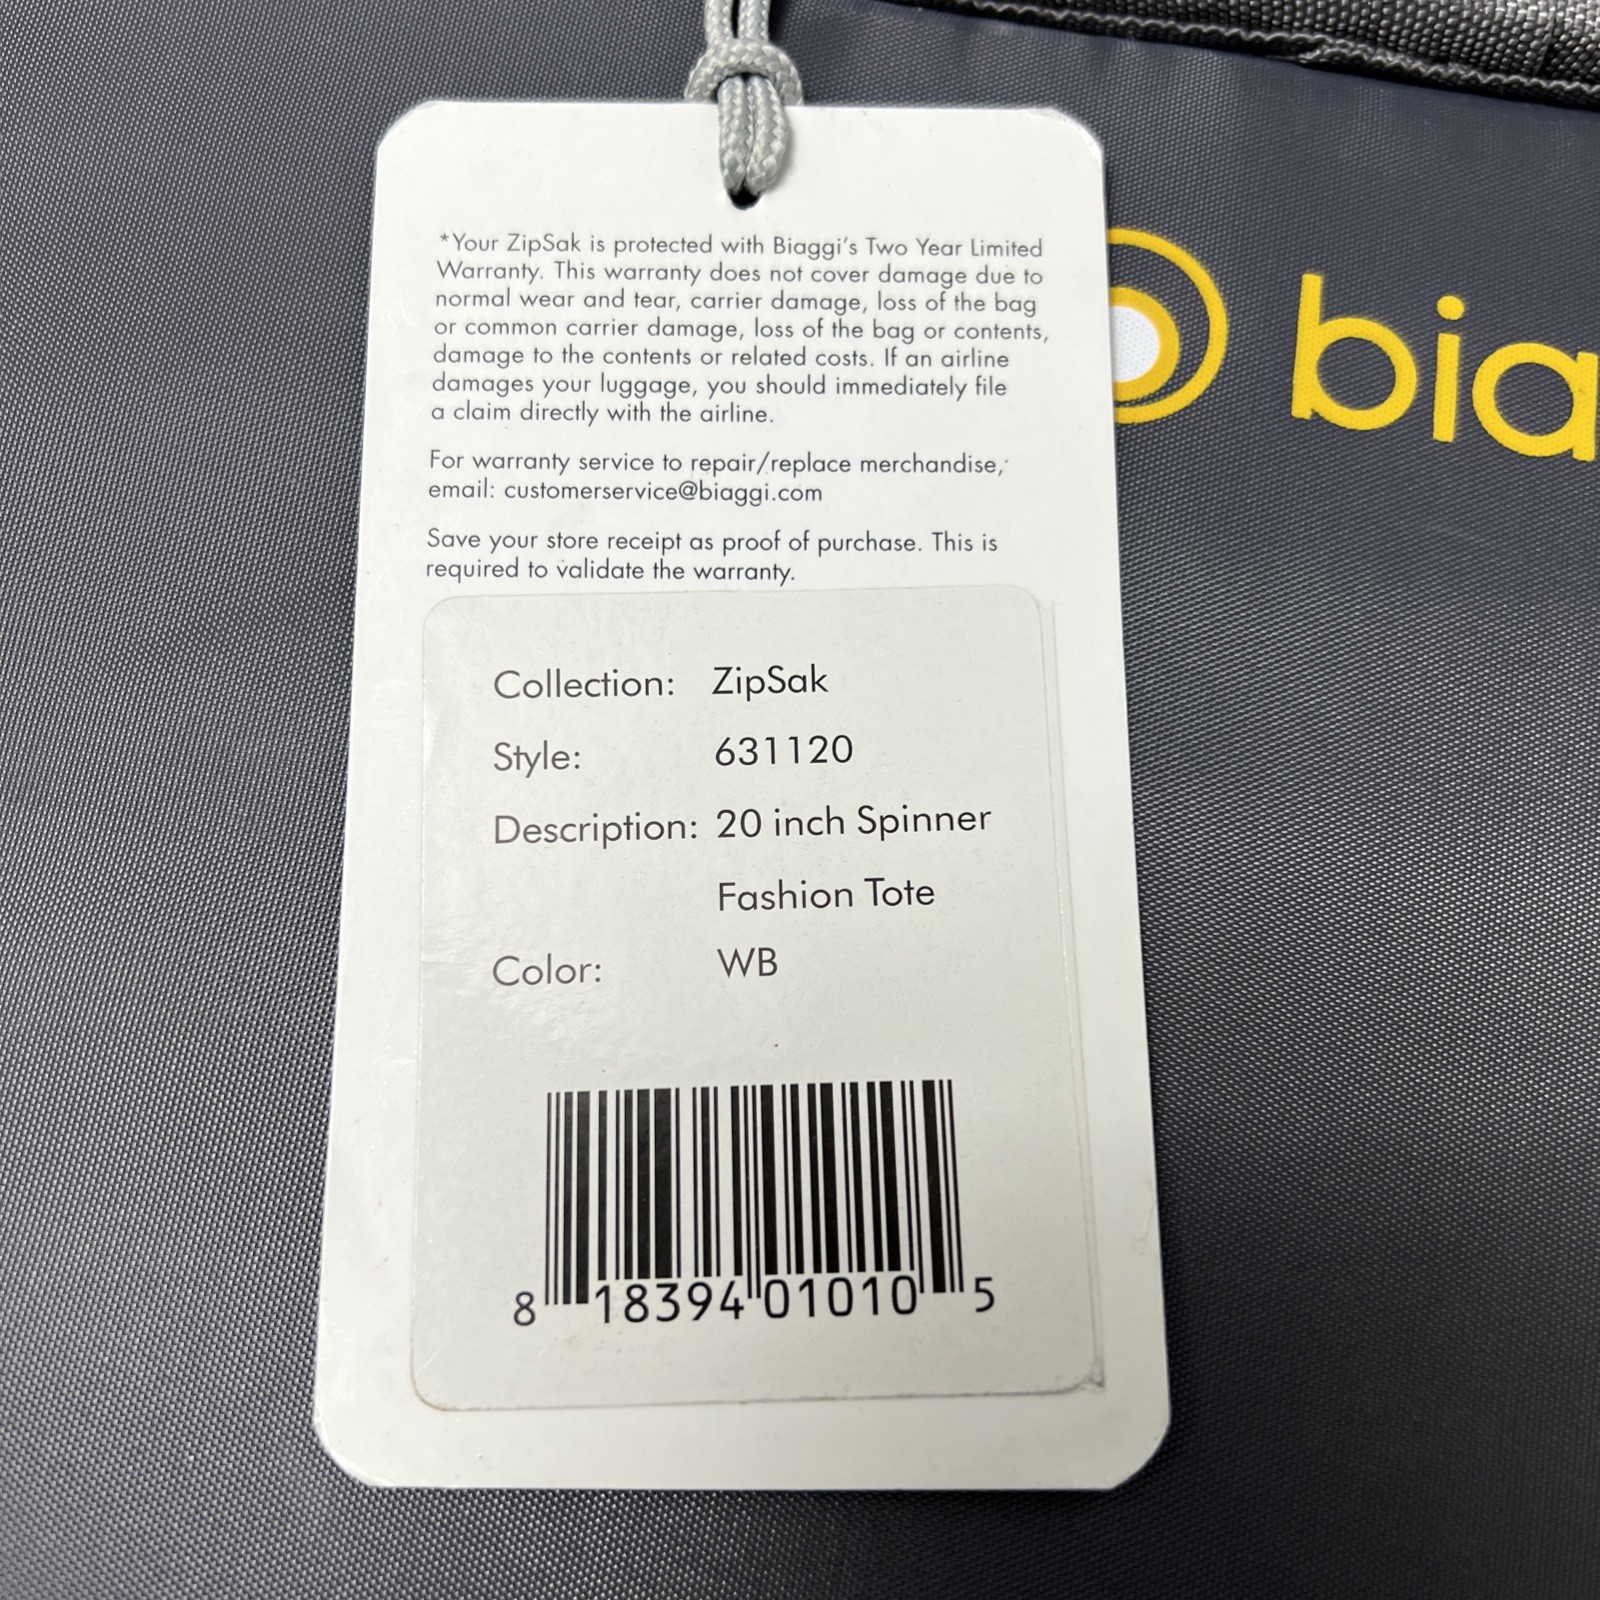 *Your ZipSak is protected with Biaggi's Two Year Limited
Warranty. This warranty does not cover damage due to
normal wear and tear, carrier damage, loss of the bag
or common carrier damage, loss of the bag or contents,
damage to the contents or related costs. If an airline
damages your luggage, you should immediately file
a claim directly with the airline.
For warranty service to repair/replace merchandise,
email: customerservice@biaggi.com
Save your store receipt as proof of purchase. This is
required to validate the warranty.
Collection: ZipSak
Style: 631120
Description: 20 inch Spinner
Fashion Tote
Color: WB
8 18394 01010 5
bia